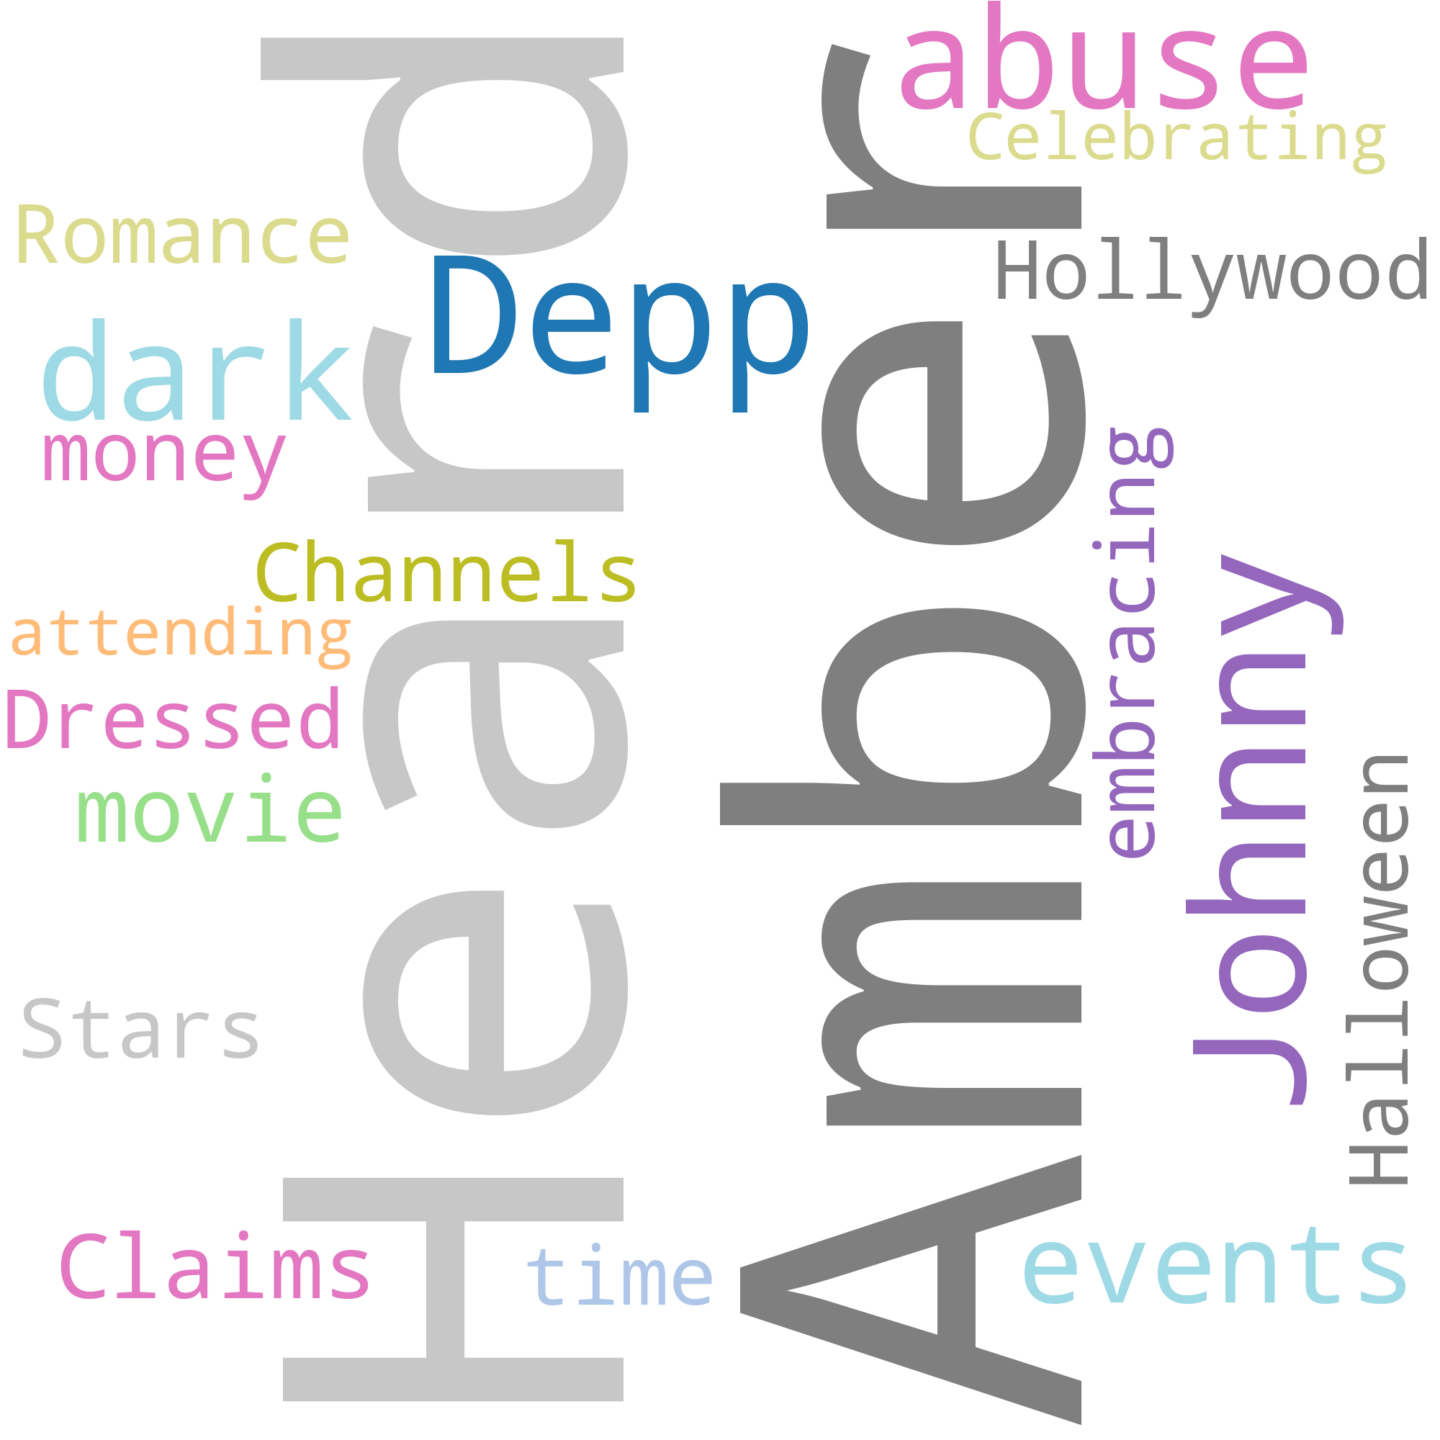 abuse
Celebrating
Heard
Amber
Romance
Hollywood
Depp
dark
money
embracing
Channels
Johnny
attending
Dressed
movie
Halloween
Stars
Claims
time
events